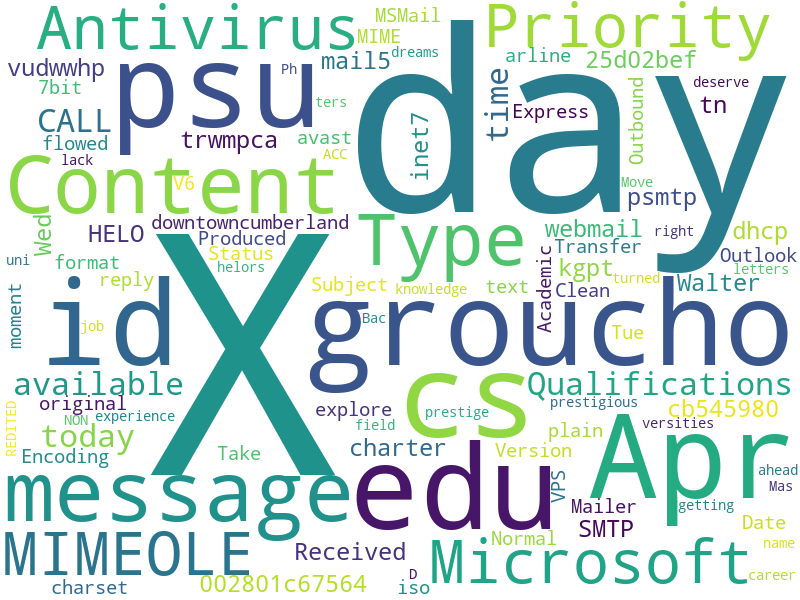 Antivirus
MSMail
Priority
MIME
dreams
arline
25d02bef
day
vudwwhp
psu
Ph
mail5
7bit
ters
time
Express
deserve
tn
CALL
flowed
trwmpca
avast
inet7
Outbound
lack
ACC
Content
V6
Move
psmtp
Wed
downtowncumberland
HELO
Produced
Type
webmail
right
dhcp
uni
format
Status
helors
Transfer
Outlook
reply
Subject
knowledge
text
Academic
kgpt
turned
letters
Clean
Walter
moment
id
job
X
groucho
Bac
Tue
available
cs
Qualifications
original
REDITED
NON
experience
explore
field
prestige
prestigious
cb545980
today
Encoding
Take
charter
Version
plain
Apr
versities
ahead
message
edu
VPS
Mas
Mailer
getting
SMTP
Date
MIMEOLE
Received
Normal
Microsoft
name
charset
002801c67564
D
iso
career